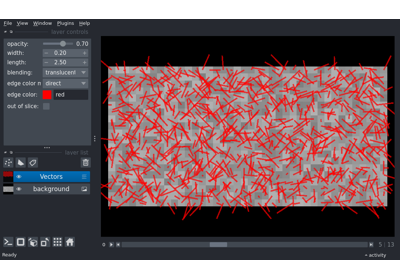 File View Window Plugins Help
layer controls
opacity: 0.70
width: 0.20
length: 2.50
blending: translucent
edge color m direct
edge color: red
out of slice:
layer list
Vectors
background
0 5 13
Ready activity